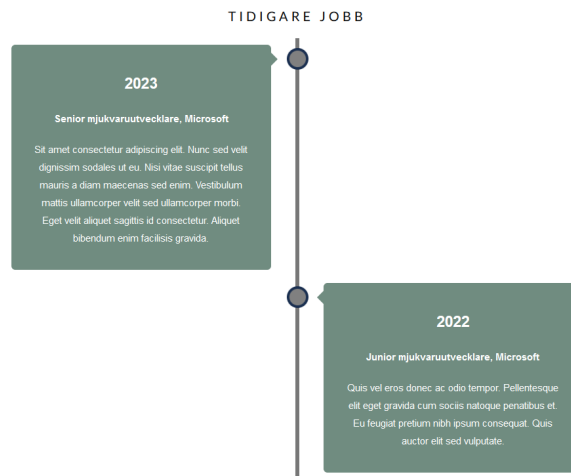 TIDIGARE JOBB
2023
Senior mjukvaruutvecklare, Microsoft
Sit amet consectetur adipiscing elit. Nunc sed velit
dignissim sodales ut eu. Nisi vitae suscipit tellus
mauris a diam maecenas sed enim. Vestibulum
mattis ullamcorper velit sed ullamcorper morbi.
Eget velit aliquet sagittis id consectetur. Aliquet
bibendum enim facilisis gravida.
2022
Junior mjukvaruutvecklare, Microsoft
Quis vel eros donec ac odio tempor. Pellentesque
elit eget gravida cum sociis natoque penatibus et.
Eu feugiat pretium nibh ipsum consequat. Quis
auctor elit sed vulputate.